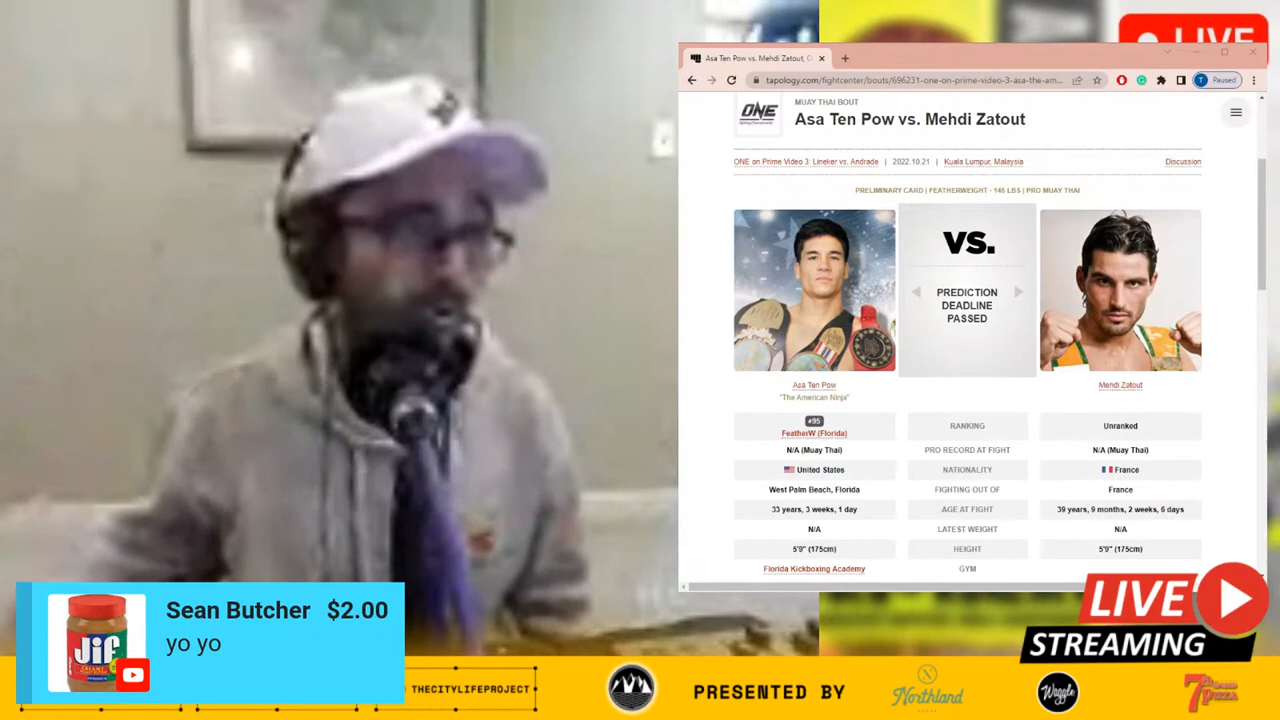 LIVE
Asa Ten Pow vs. Mehdi Zatout, O
tapology.com/fightcenter/bouts/696231-one-on-prime-video-3-asa-the-am...
T Paused
ONE
MUAY THAI BOUT
Asa Ten Pow vs. Mehdi Zatout
ONE on Prime Video 3: Lineker vs. Andrade | 2022.10.21 | Kuala Lumpur, Malaysia
Discussion
PRELIMINARY CARD | FEATHERWEIGHT · 145 LBS | PRO MUAY THAI
VS.
PREDICTION
DEADLINE
PASSED
Asa Ten Pow
"The American Ninja"
Mehdi Zatout
#95
FeatherW (Florida) RANKING Unranked
N/A (Muay Thai) PRO RECORD AT FIGHT N/A (Muay Thai)
United States NATIONALITY France
West Palm Beach, Florida FIGHTING OUT OF France
33 years, 3 weeks, 1 day AGE AT FIGHT 39 years, 9 months, 2 weeks, 6 days
N/A LATEST WEIGHT N/A
5'9" (175cm) HEIGHT 5'9" (175cm)
Florida Kickboxing Academy GYM
Jif
CREAMY
Sean Butcher $2.00
yo yo
LIVE
STREAMING
THECITYLIFEPROJECT
PRESENTED BY
Northland
Waggle
7
PIZZA